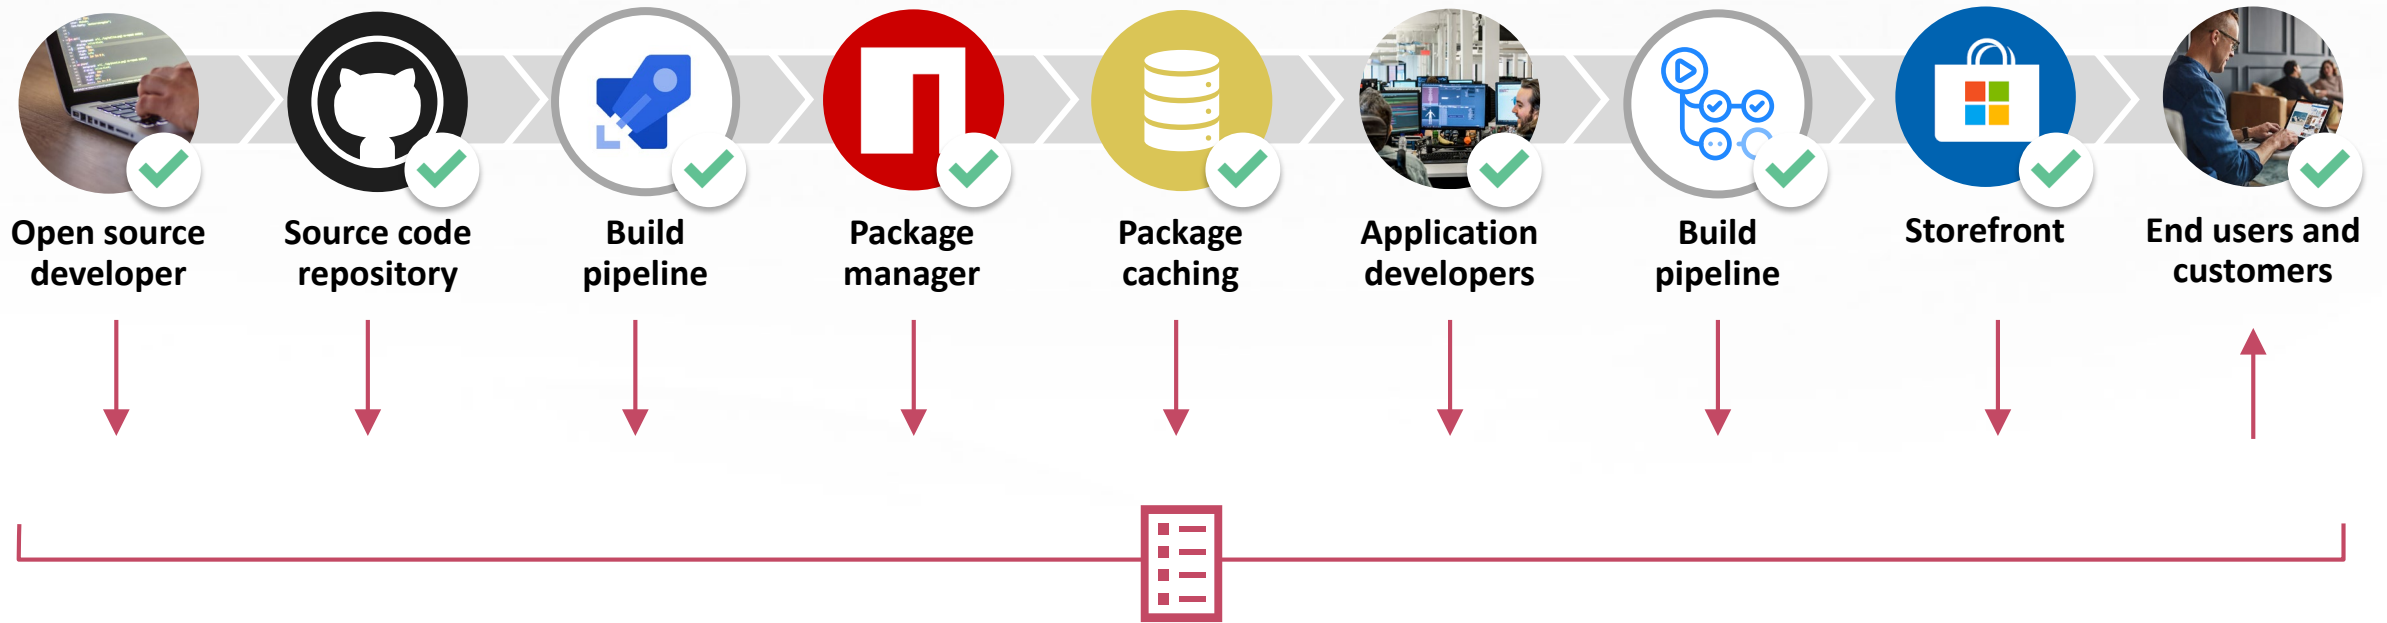 Open source
developer
Source code
repository
Build
pipeline
Package
manager
Package
caching
Application
developers
Build
pipeline
Storefront
End users and
customers